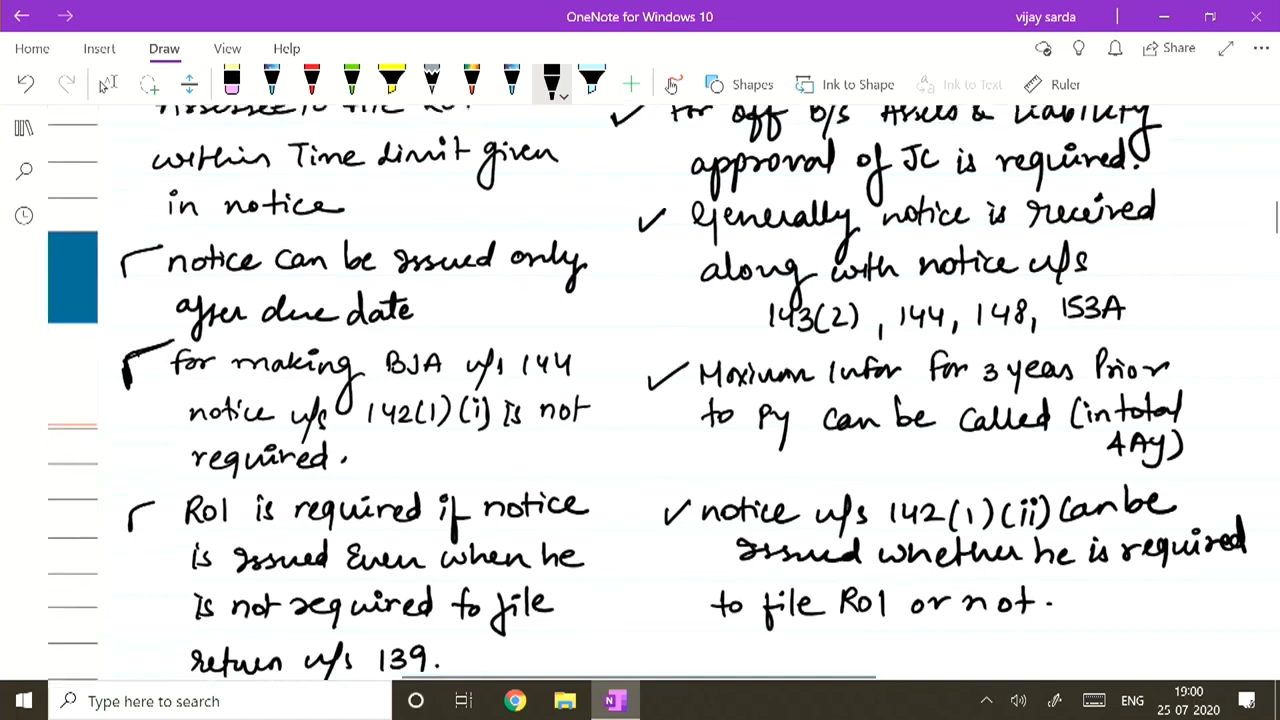 OneNote for Windows 10
vijay sarda
Home Insert Draw View Help
Share
Shapes
Ink to Shape
Ink to Text
Ruler
Assessee to file RoI
within Time limit given
in notice
notice can be issued only
after due date
for making BJA u/s 144
notice u/s 142(1)(i) is not
required.
ROI is required if notice
is issued Even when he
is not required to file
return u/s 139.
for off B/s Assets & Liability
approval of JC is required.
Generally notice is received
along with notice u/s
143(2), 144, 148, 153A
Maximum Infor for 3 years Prior
to Py can be called (in total
4 Ay)
notice u/s 142(1)(ii) can be
issued whether he is required
to file ROI or not.
Type here to search
ENG
19:00
25-07-2020